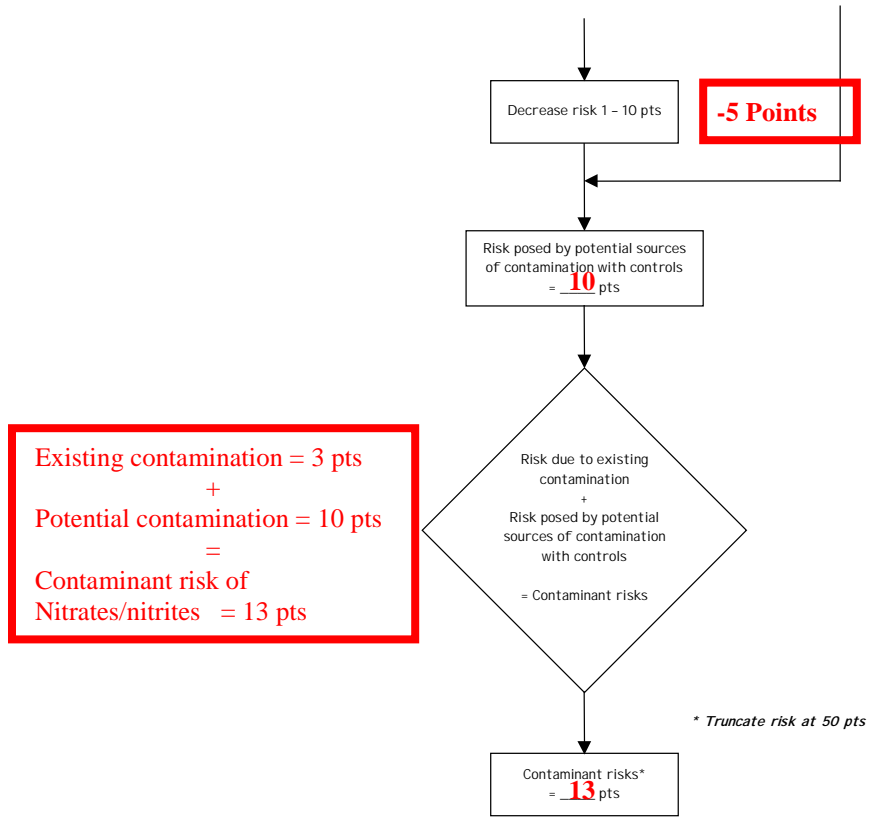 Decrease risk 1 – 10 pts
-5 Points
Risk posed by potential sources
of contamination with controls
= __10__ pts
Existing contamination = 3 pts
+
Potential contamination = 10 pts
=
Contaminant risk of
Nitrates/nitrites = 13 pts
Risk due to existing
contamination
+
Risk posed by potential
sources of contamination
with controls
= Contaminant risks
* Truncate risk at 50 pts
Contaminant risks*
= __13__ pts